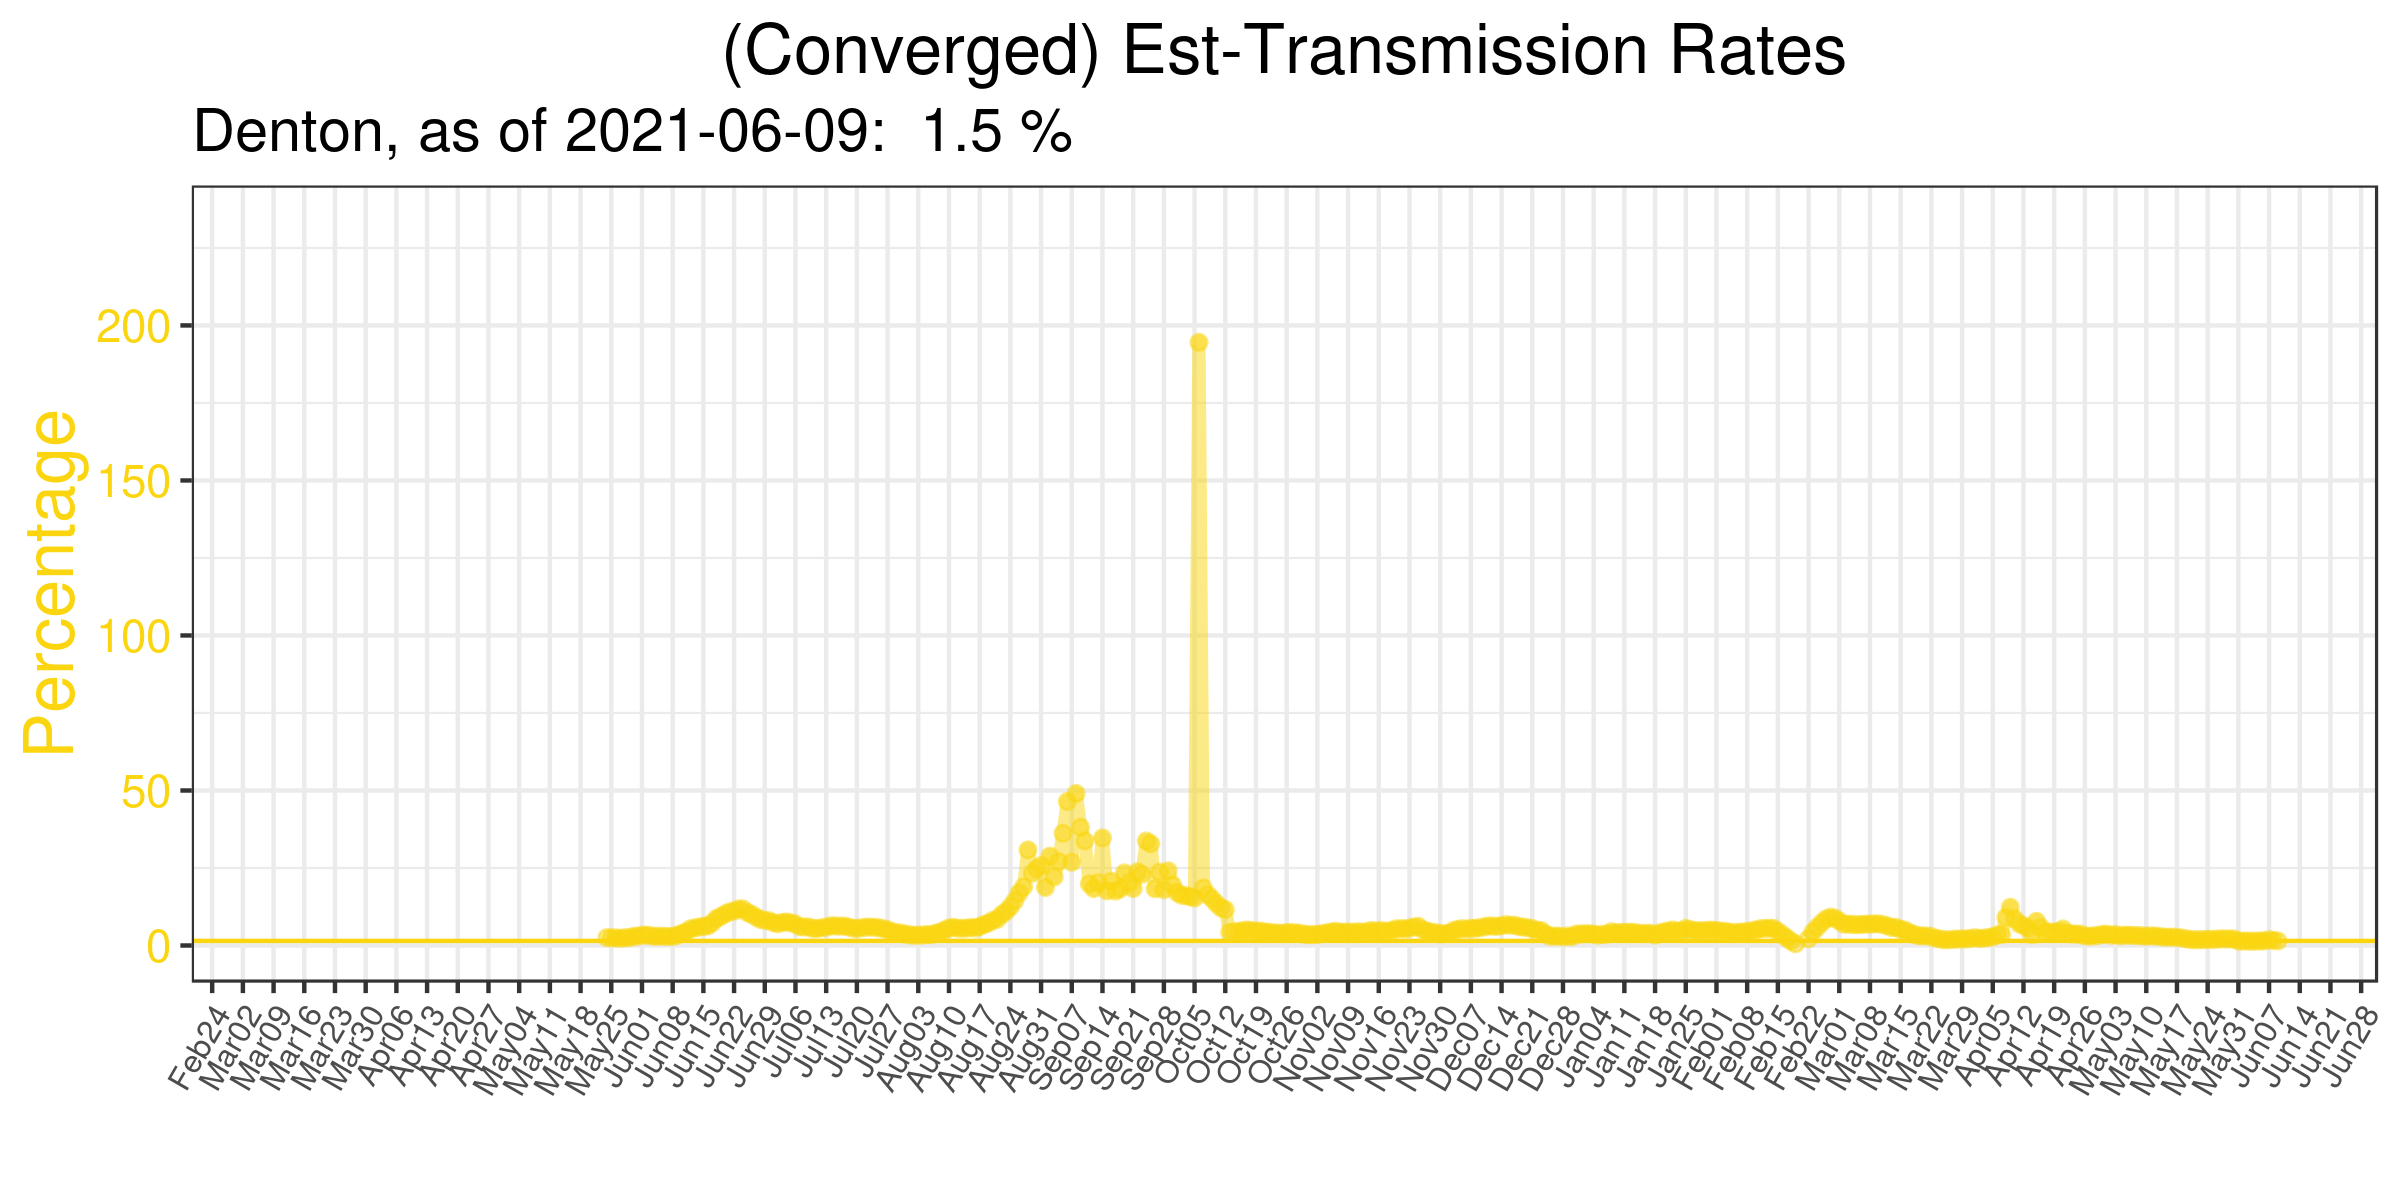 (Converged) Est-Transmission Rates
Denton, as of 2021-06-09:  1.5 %
Percentage
200
150
100
50
0
Feb24
Mar02
Mar09
Mar16
Mar23
Mar30
Apr06
Apr13
Apr20
Apr27
May04
May11
May18
May25
Jun01
Jun08
Jun15
Jun22
Jun29
Jul06
Jul13
Jul20
Jul27
Aug03
Aug10
Aug17
Aug24
Aug31
Sep07
Sep14
Sep21
Sep28
Oct05
Oct12
Oct19
Oct26
Nov02
Nov09
Nov16
Nov23
Nov30
Dec07
Dec14
Dec21
Dec28
Jan04
Jan11
Jan18
Jan25
Feb01
Feb08
Feb15
Feb22
Mar01
Mar08
Mar15
Mar22
Mar29
Apr05
Apr12
Apr19
Apr26
May03
May10
May17
May24
May31
Jun07
Jun14
Jun21
Jun28